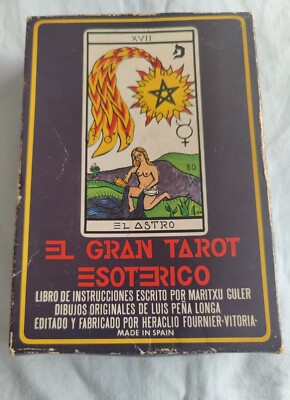 XVII
80
EL ASTRO
EL GRAN TAROT
ESOTERICO
LIBRO DE INSTRUCCIONES ESCRITO POR MARITXU GULER
DIBUJOS ORIGINALES DE LUIS PEÑA LONGA
EDITADO Y FABRICADO POR HERACLIO FOURNIER-VITORIA-
MADE IN SPAIN